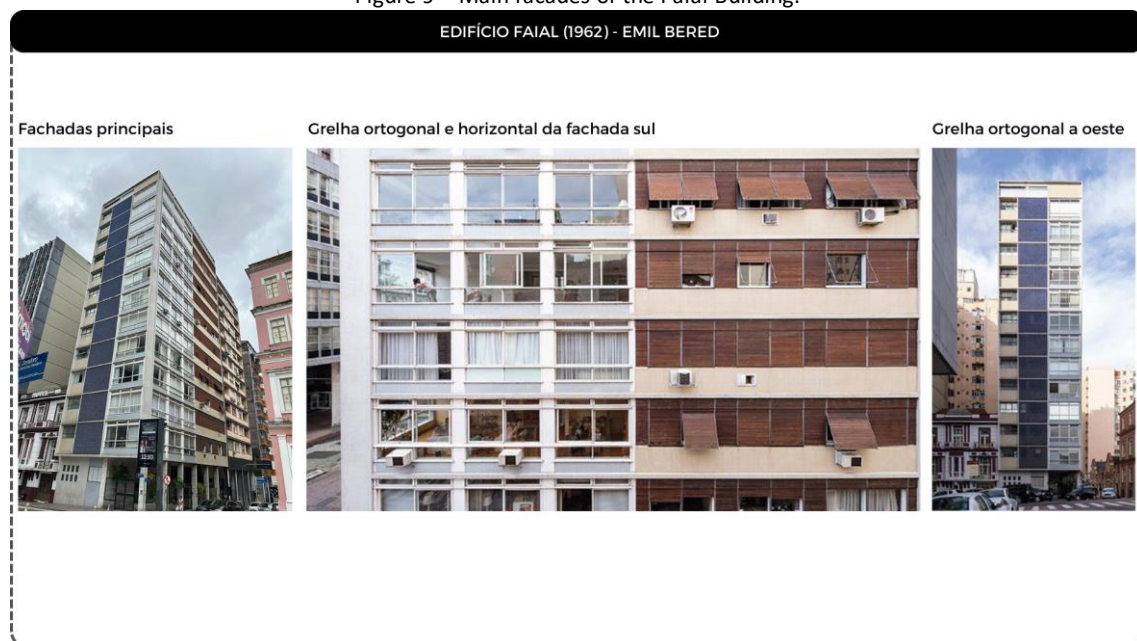 EDIFÍCIO FAIAL (1962) - EMIL BERED
Fachadas principais
Grelha ortogonal e horizontal da fachada sul
Grelha ortogonal a oeste